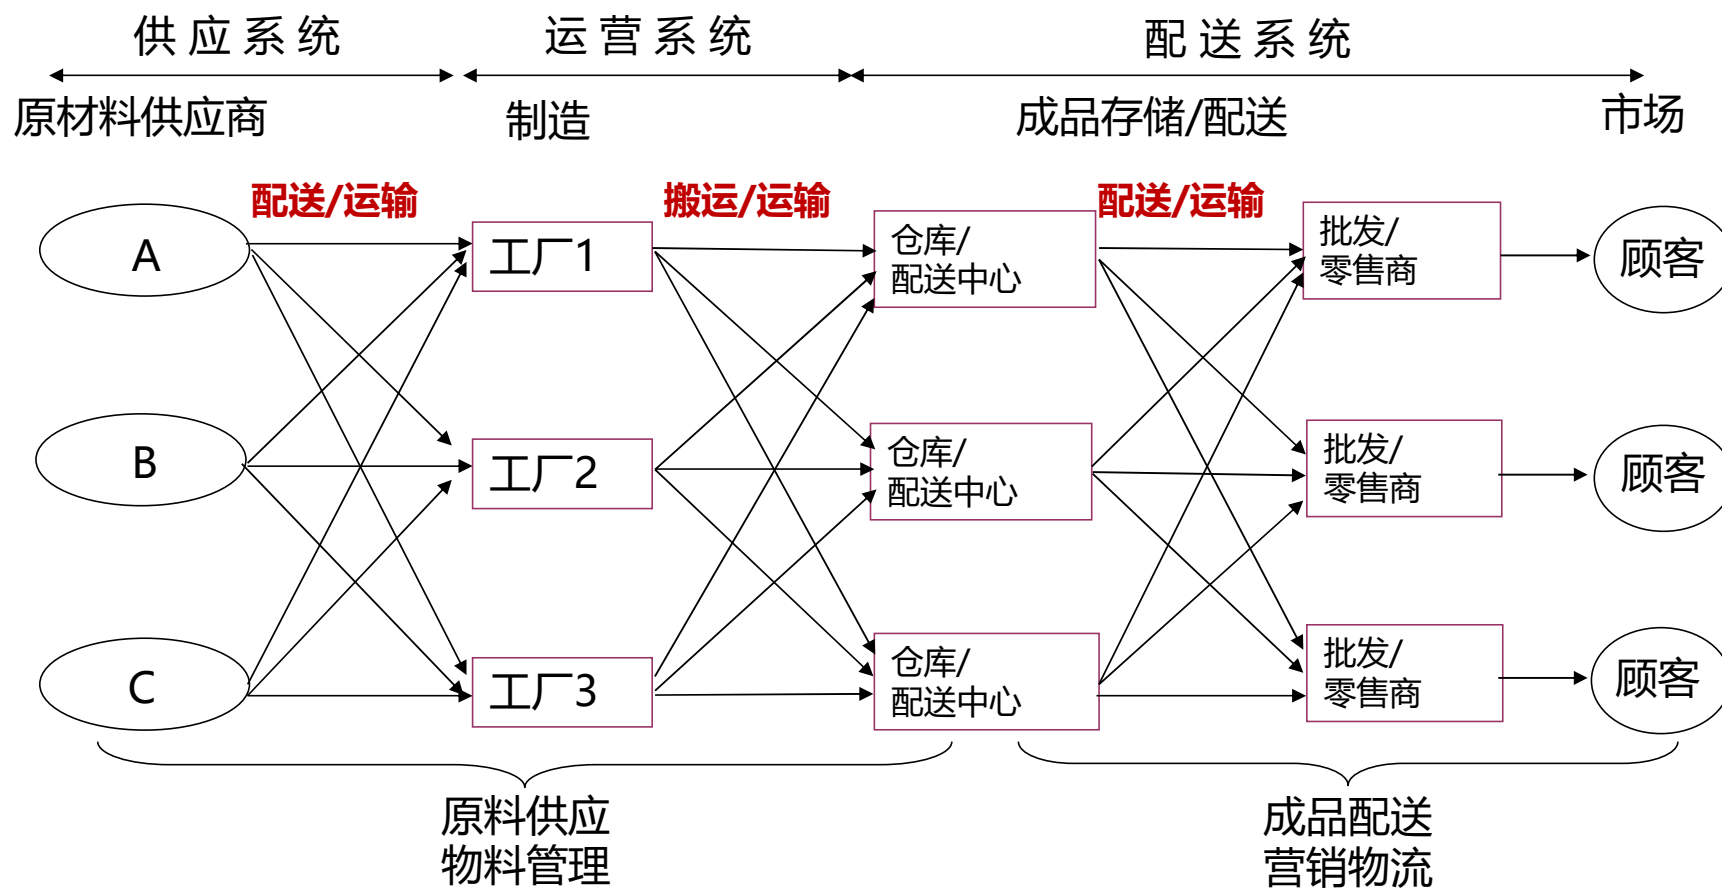 供 应 系 统
运 营 系 统
配 送 系 统
原材料供应商
制造
成品存储/配送
市场
配送/运输
搬运/运输
配送/运输
A
工厂1
仓库/
配送中心
批发/
零售商
顾客
B
工厂2
仓库/
配送中心
批发/
零售商
顾客
C
工厂3
仓库/
配送中心
批发/
零售商
顾客
原料供应
物料管理
成品配送
营销物流